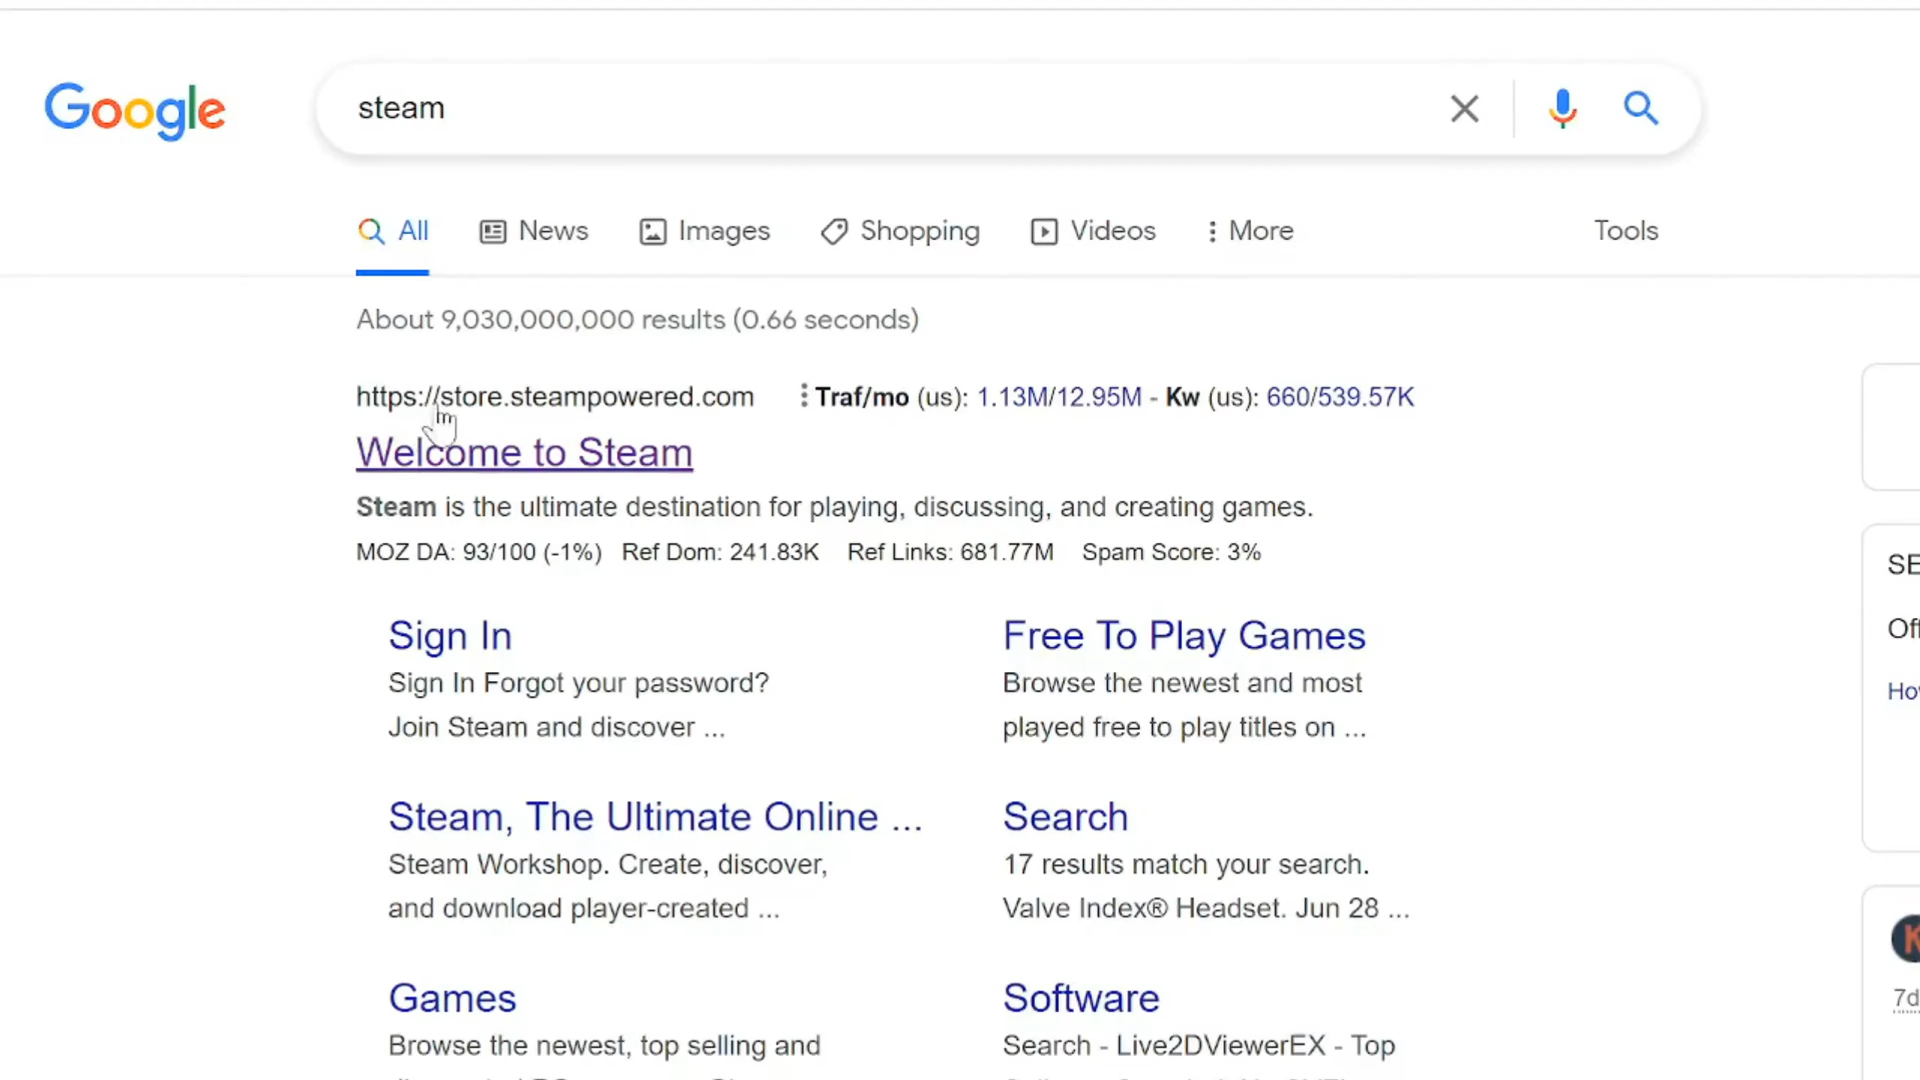 Google
steam
All
News
Images
Shopping
Videos
More
Tools
About 9,030,000,000 results (0.66 seconds)
https://store.steampowered.com
Traf/mo (us): 1.13M/12.95M - Kw (us): 660/539.57K
Welcome to Steam
Steam is the ultimate destination for playing, discussing, and creating games.
MOZ DA: 93/100 (-1%) Ref Dom: 241.83K Ref Links: 681.77M Spam Score: 3%
Sign In
Sign In Forgot your password?
Join Steam and discover ...
Free To Play Games
Browse the newest and most
played free to play titles on ...
Steam, The Ultimate Online ...
Steam Workshop. Create, discover,
and download player-created ...
Search
17 results match your search.
Valve Index® Headset. Jun 28 ...
Games
Browse the newest, top selling and
Software
Search - Live2DViewerEX - Top
SE
Off
How
K
7d